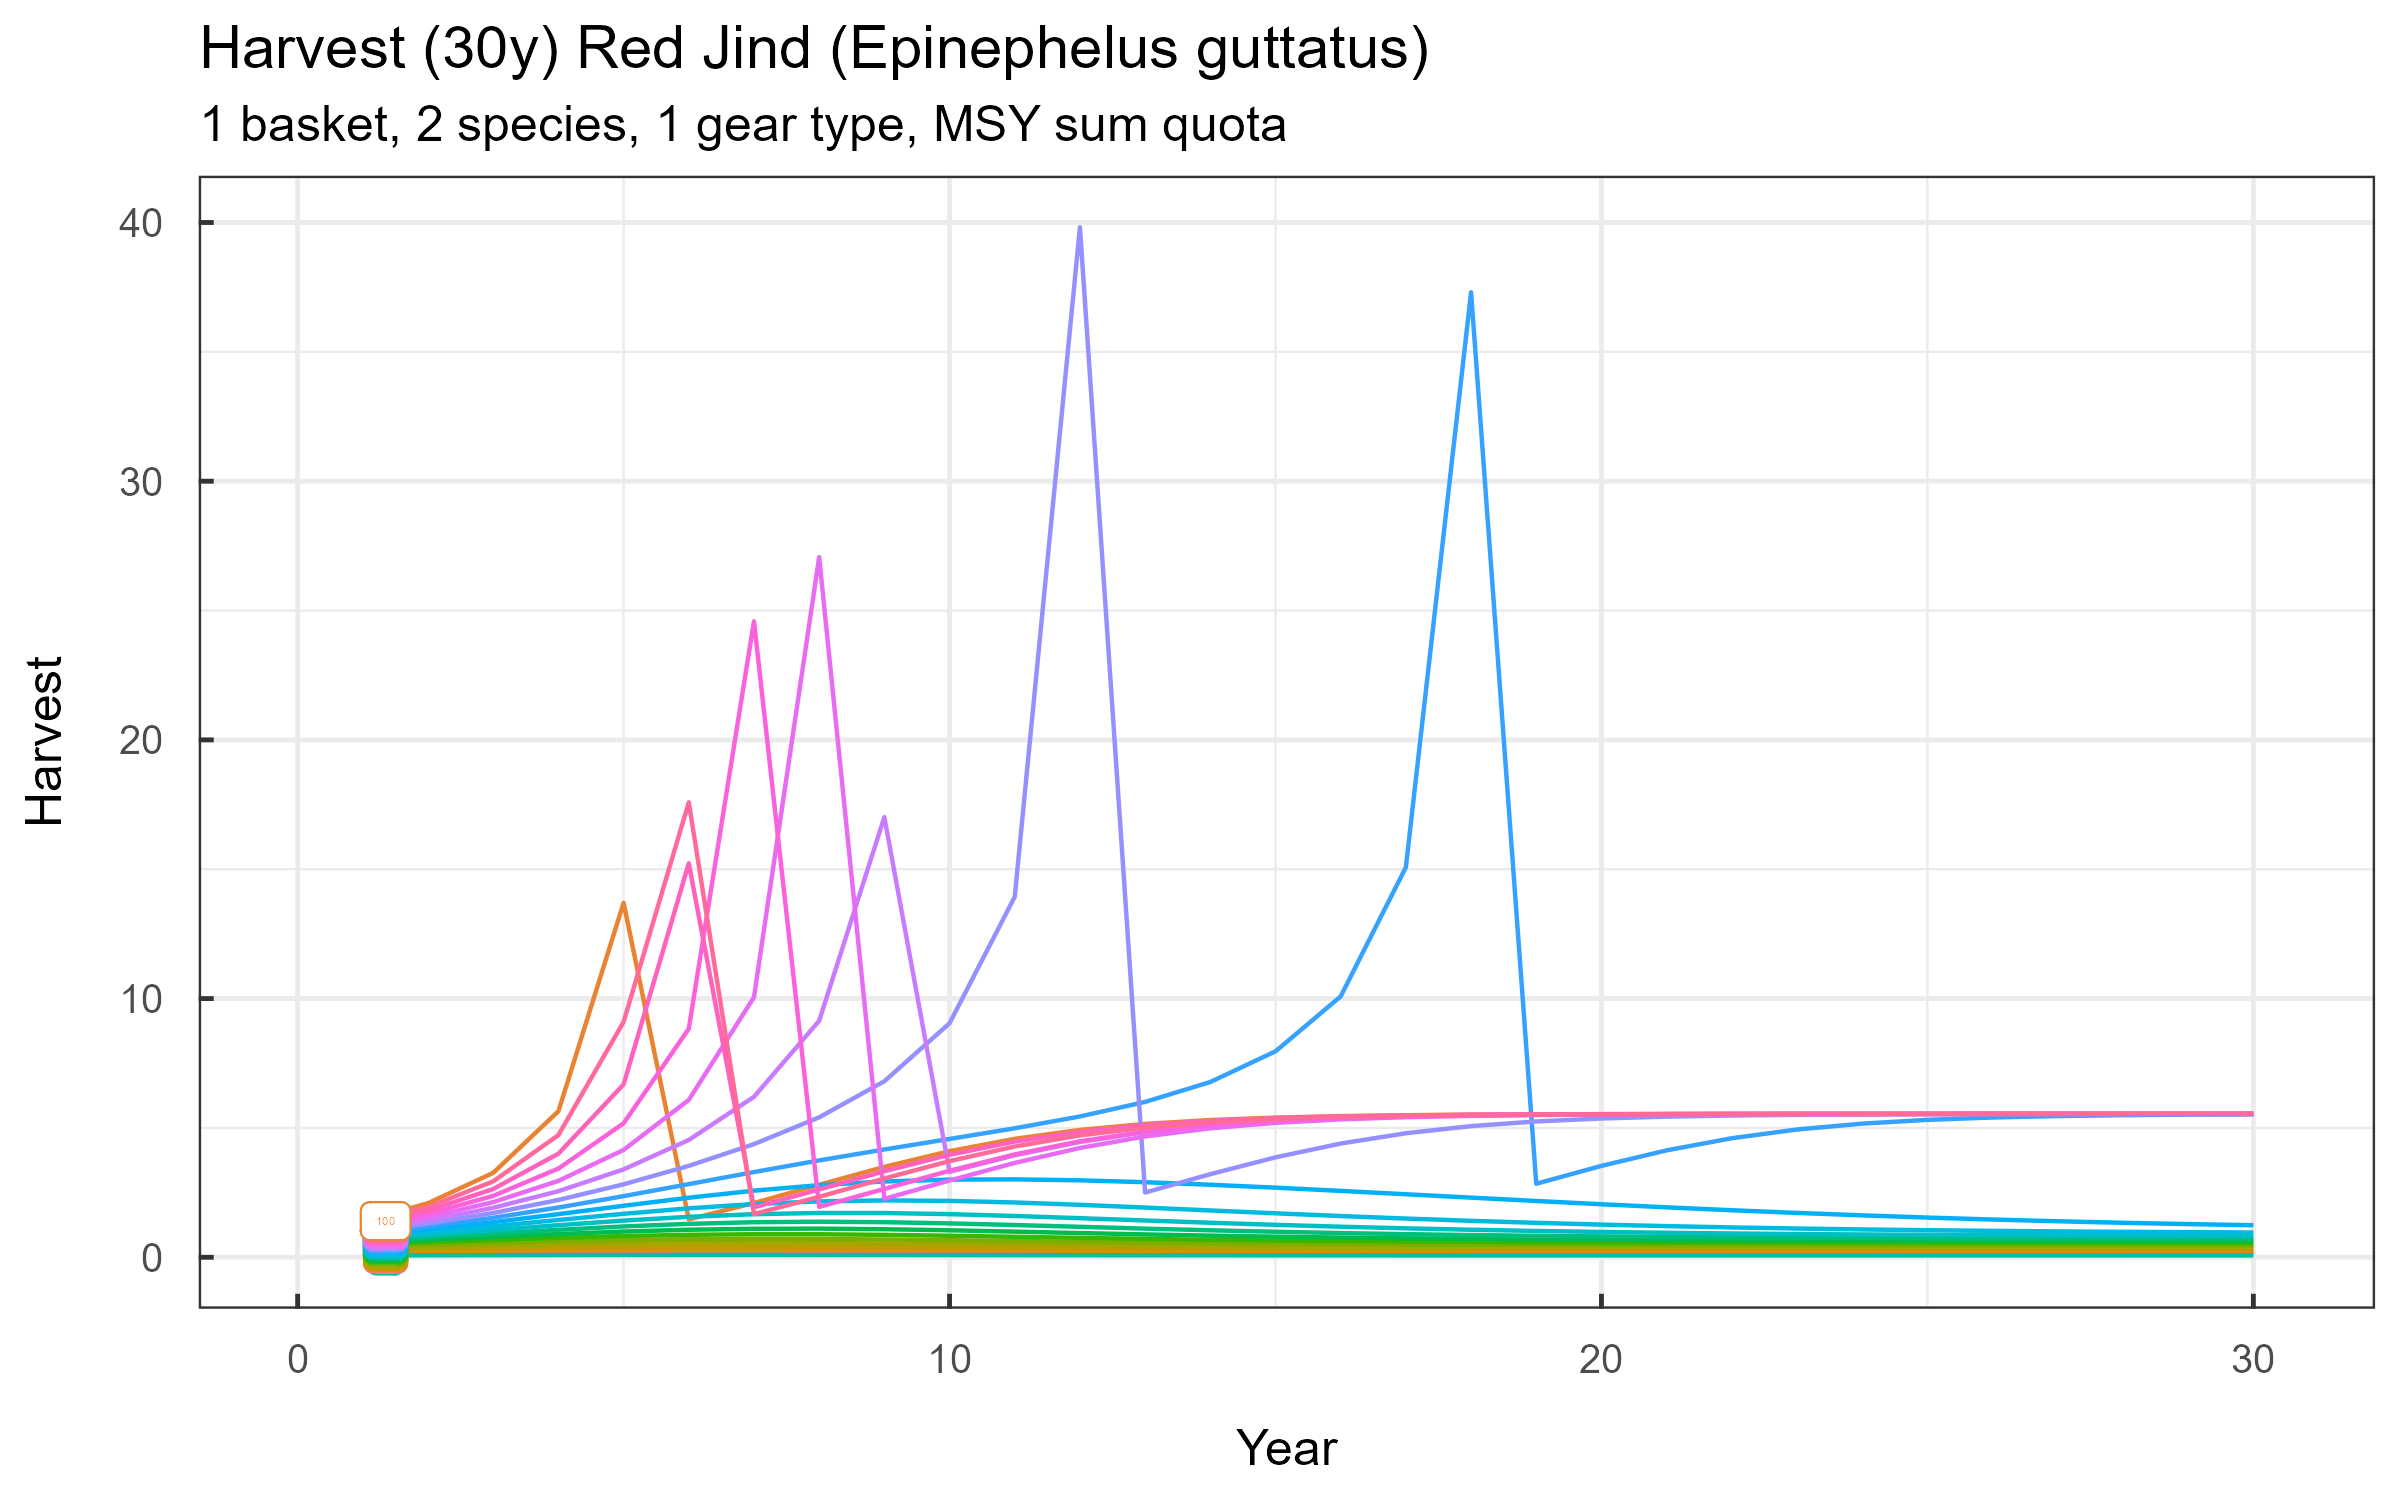 Harvest (30y) Red Jind (Epinephelus guttatus)
1 basket, 2 species, 1 gear type, MSY sum quota
40
30
20
10
0
Harvest
100
0
10
20
30
Year